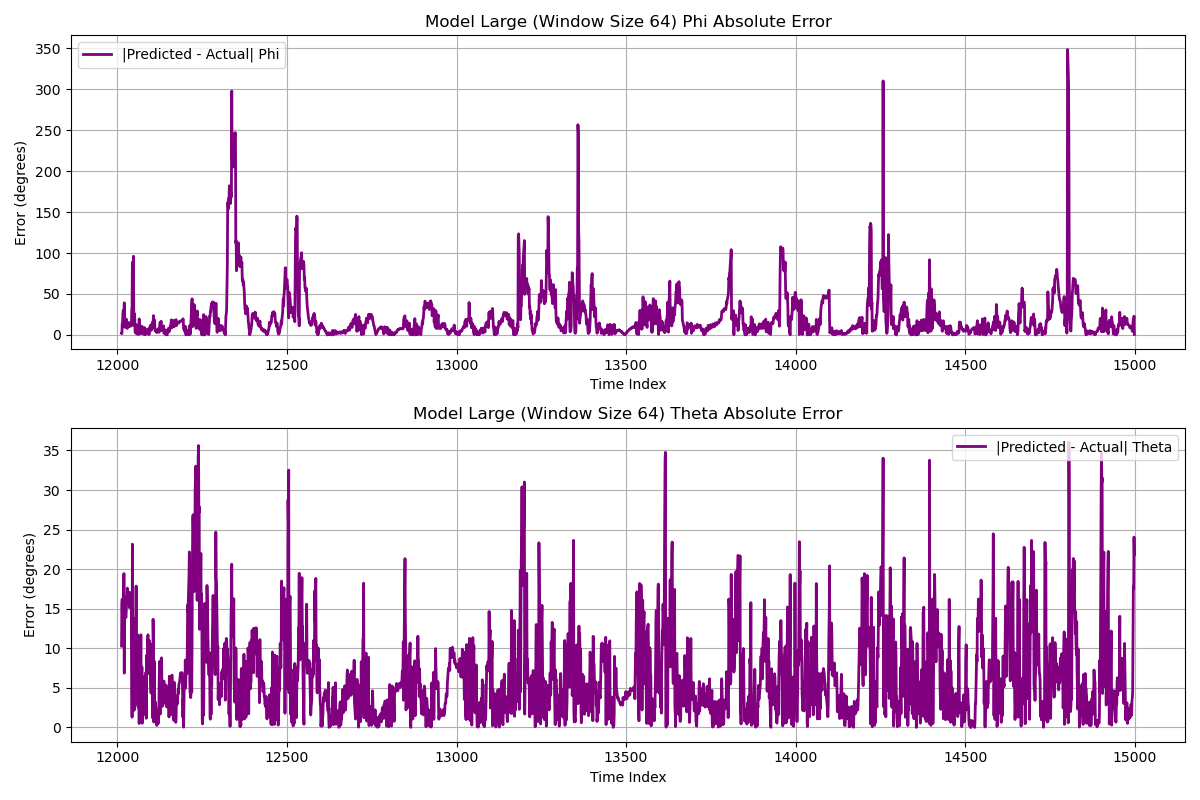 Model Large (Window Size 64) Phi Absolute Error
|Predicted - Actual| Phi
Error (degrees)
350
300
250
200
150
100
50
0
12000 12500 13000 13500 14000 14500 15000
Time Index
Model Large (Window Size 64) Theta Absolute Error
|Predicted - Actual| Theta
Error (degrees)
35
30
25
20
15
10
5
0
12000 12500 13000 13500 14000 14500 15000
Time Index